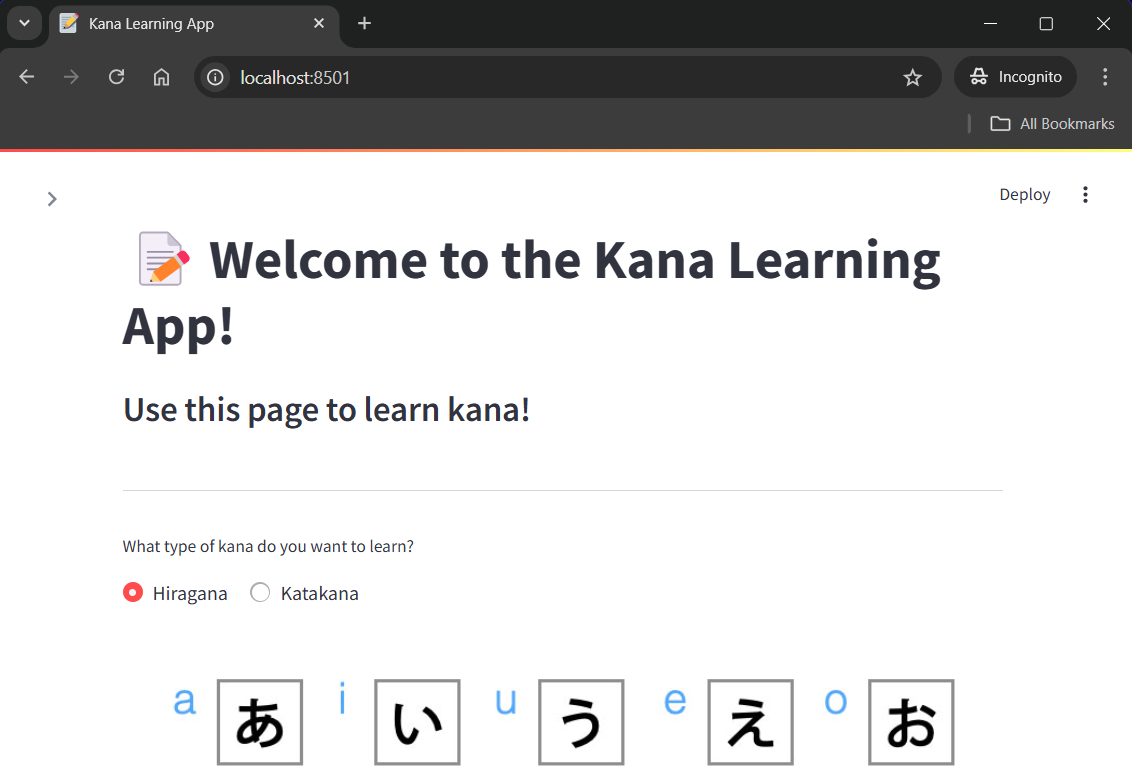 Kana Learning App
localhost:8501
Incognito
All Bookmarks
Deploy
Welcome to the Kana Learning
App!
Use this page to learn kana!
What type of kana do you want to learn?
Hiragana Katakana
a あ i い u う e え o お